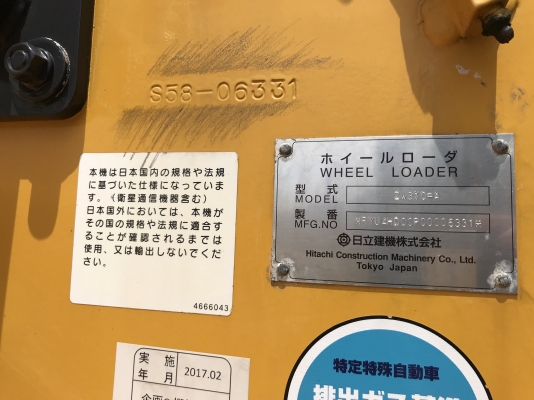 S58-06331
本機は日本国内の規格や法規
に基づいた仕様になっていま
す。(衛星通信機器含む)
日本国外においては、本機が
その国の規格や法規に適合す
ることが確認されるまでは
使用、又は輸出しないでくだ
さい。
4666043
ホイールローダ
WHEEL LOADER
型式
MODEL
製番
MFG.NO
日立建機株式会社
Hitachi Construction Machinery Co., Ltd.
Tokyo Japan
実施
年月
2017.02
特定特殊自動車
排出ガス基準